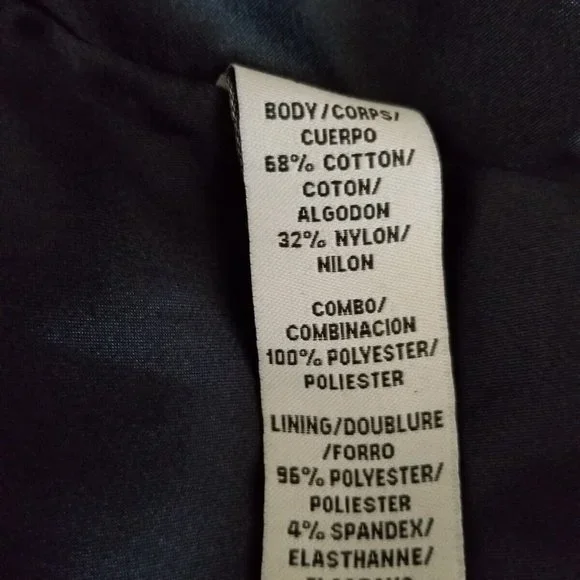 BODY/CORPS/
CUERPO
68% COTTON/
COTON/
ALGODON
32% NYLON/
NILON
COMBO/
COMBINACION
100% POLYESTER/
POLIESTER
LINING/DOUBLURE
/FORRO
96% POLYESTER/
POLIESTER
4% SPANDEX/
ELASTHANNE/